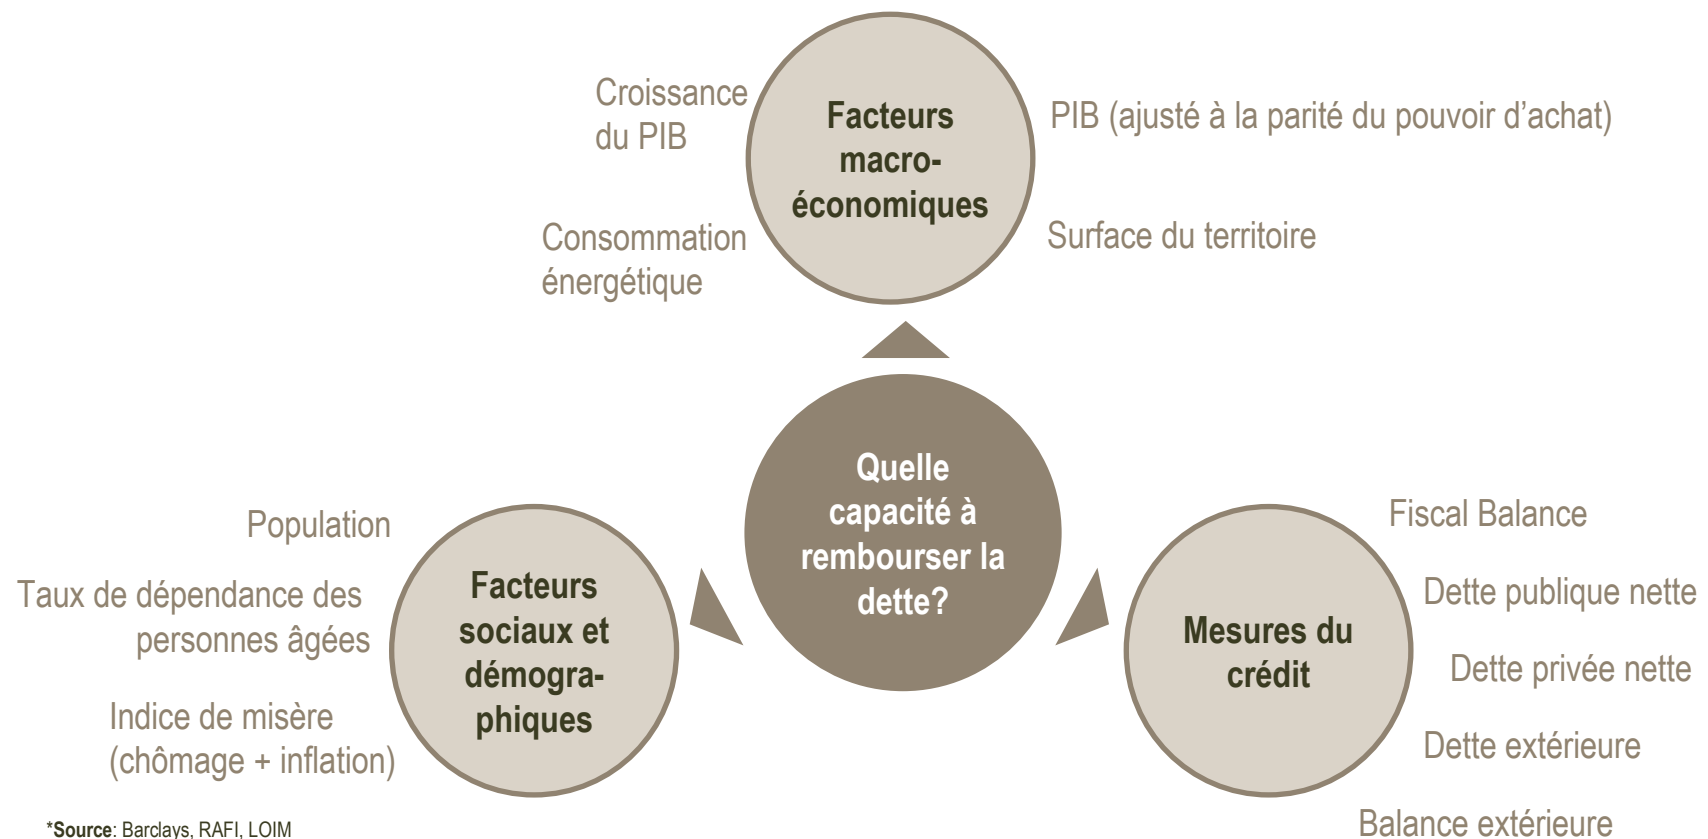 Croissance
du PIB
Facteurs
macro-
économiques
PIB (ajusté à la parité du pouvoir d’achat)
Consommation
énergétique
Surface du territoire
Quelle
capacité à
rembourser la
dette?
Population
Taux de dépendance des
personnes âgées
Indice de misère
(chômage + inflation)
Facteurs
sociaux et
démogra-
phiques
Mesures du
crédit
Fiscal Balance
Dette publique nette
Dette privée nette
Dette extérieure
Balance extérieure
*Source: Barclays, RAFI, LOIM